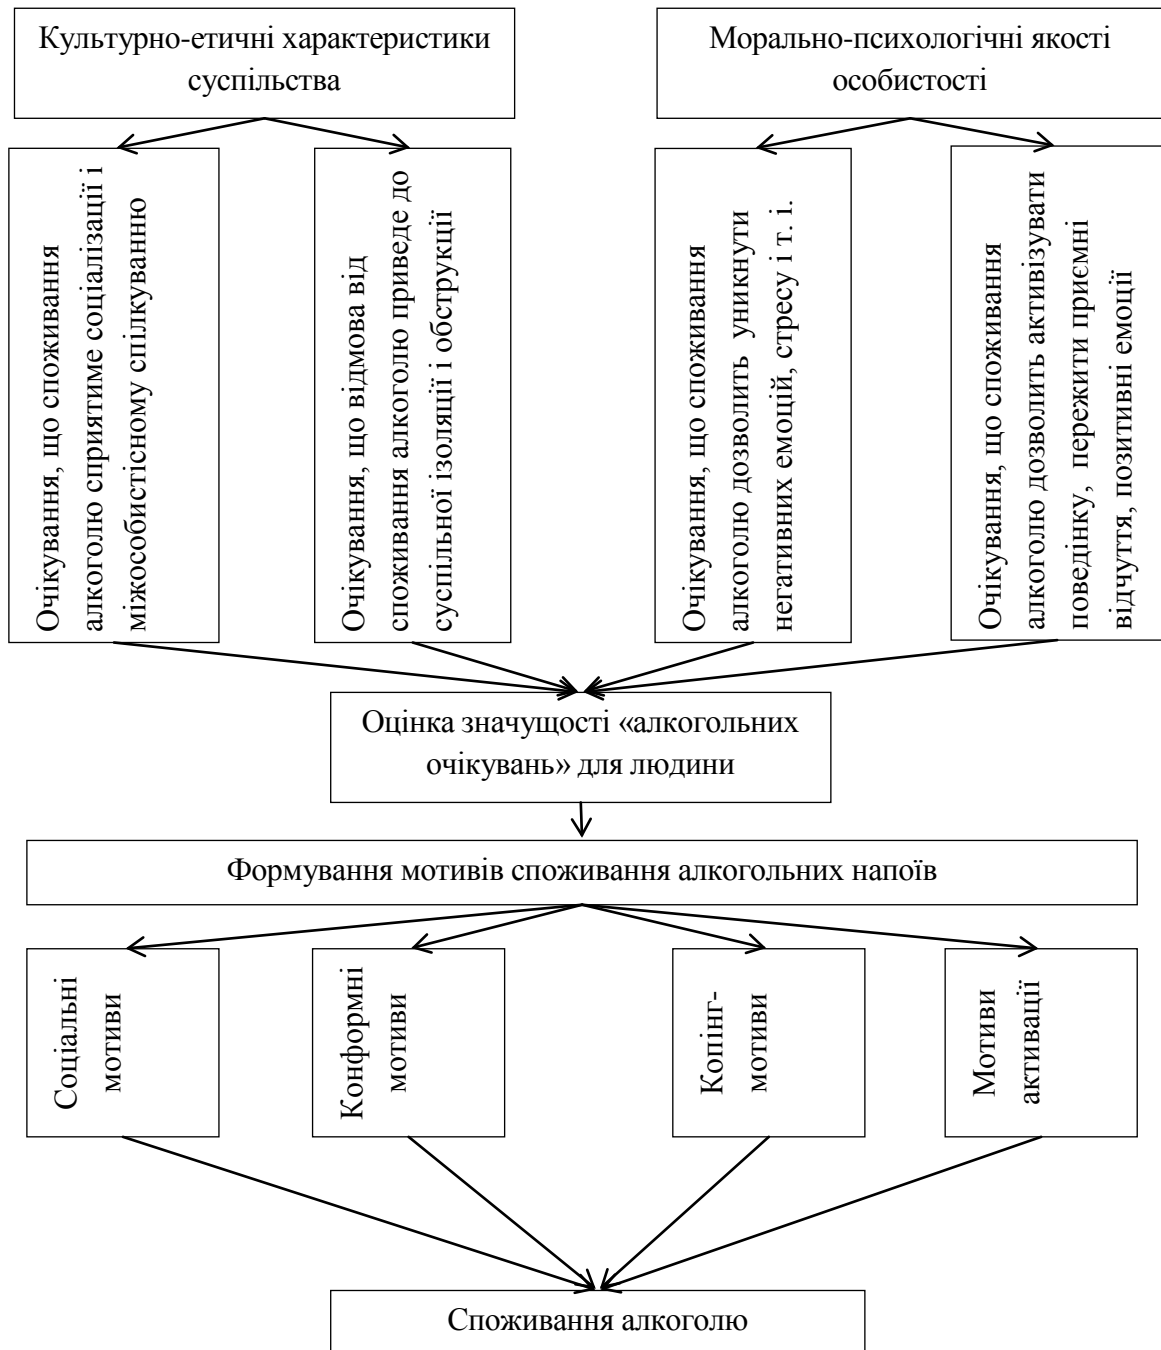 Культурно-етичні характеристики
суспільства
Морально-психологічні якості
особистості
Очікування, що споживання
алкоголю сприятиме соціалізації і
міжособистісному спілкуванню
Очікування, що відмова від
споживання алкоголю приведе до
суспільної ізоляції і обструкції
Очікування, що споживання
алкоголю дозволить уникнути
негативних емоцій, стресу і т. і.
Очікування, що споживання
алкоголю дозволить активізувати
поведінку, пережити приємні
відчуття, позитивні емоції
Оцінка значущості «алкогольних
очікувань» для людини
Формування мотивів споживання алкогольних напоїв
Соціальні
мотиви
Конформні
мотиви
Копінг-
мотиви
Мотиви
активації
Споживання алкоголю